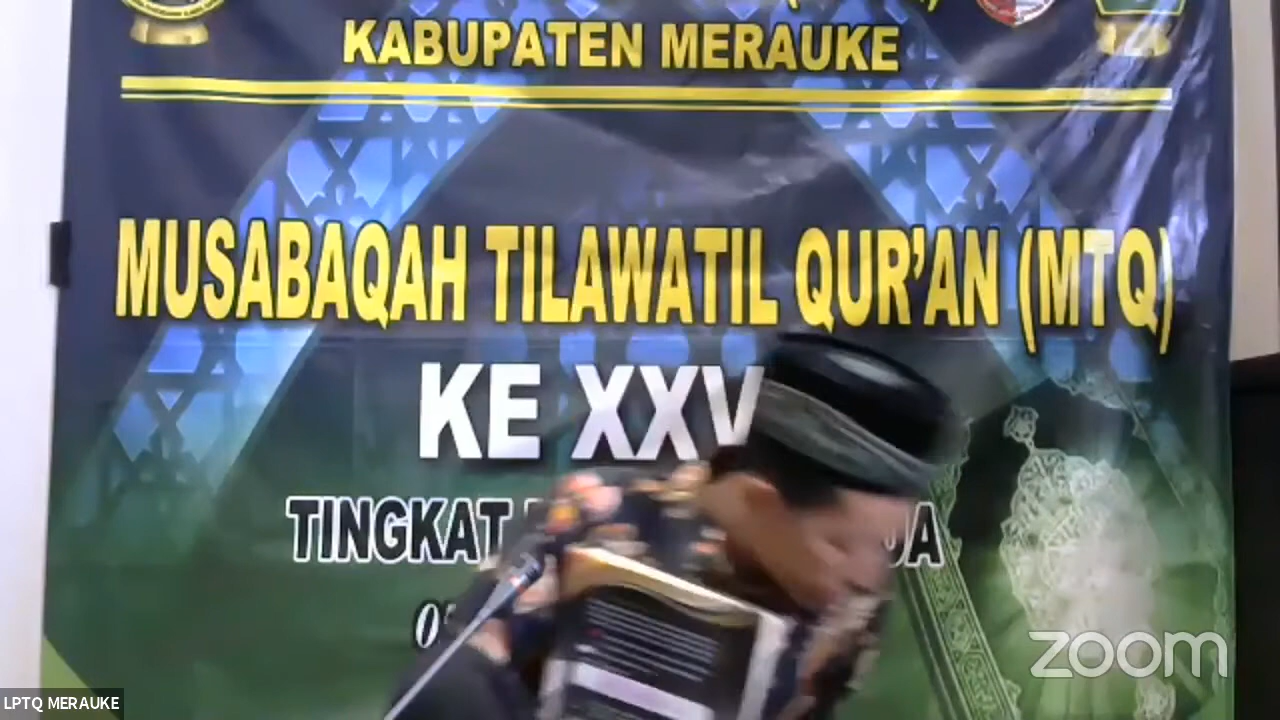 KABUPATEN MERAUKE
MUSABAQAH TILAWATIL QUR'AN (MTQ)
KE XXV
TINGKAT
zoom
LPTQ MERAUKE